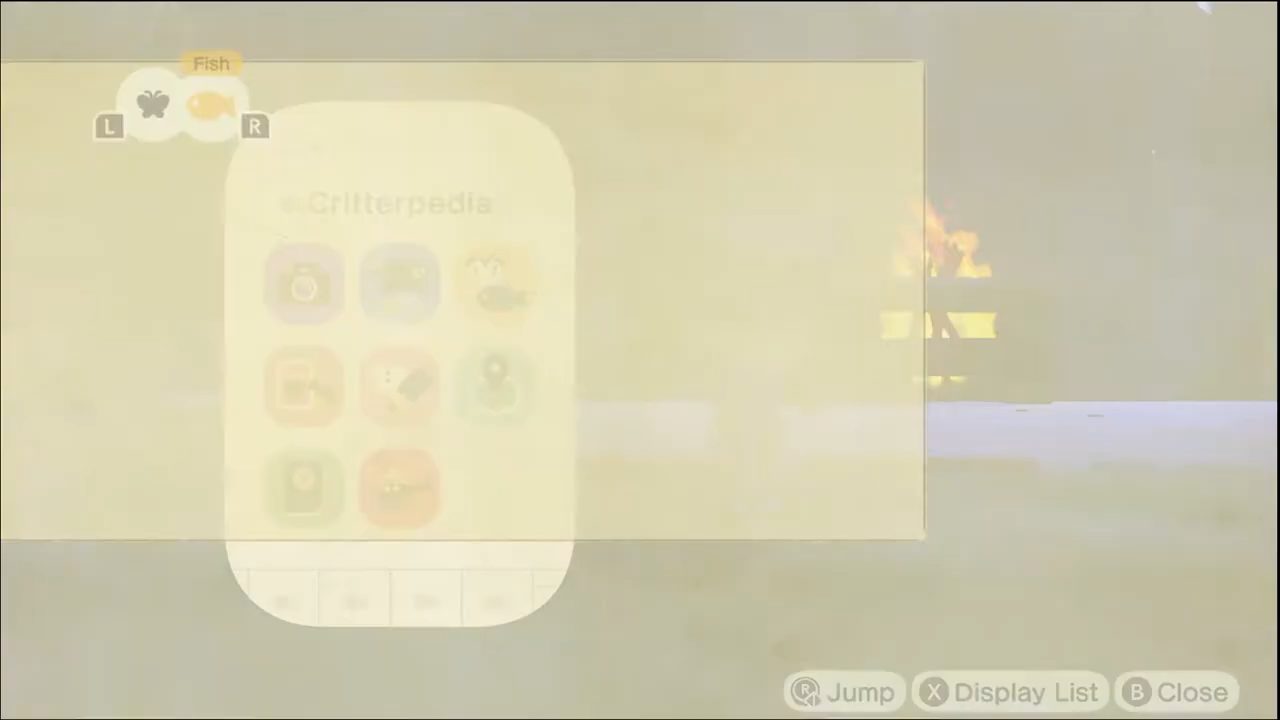 Fish
L
R
Critterpedia
R Jump
X Display List
B Close